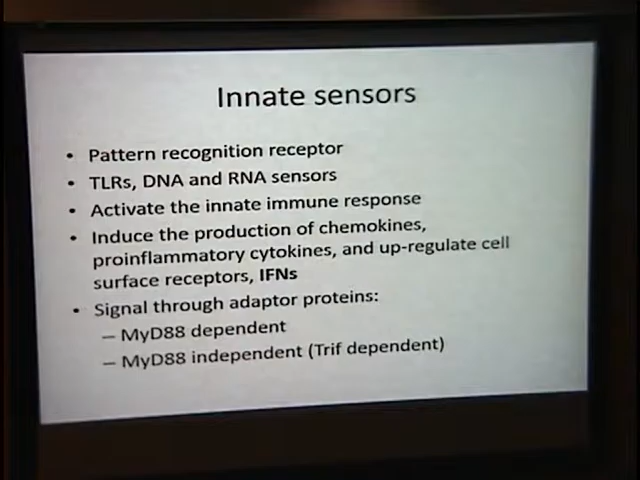 Innate sensors
• Pattern recognition receptor
• TLRs, DNA and RNA sensors
• Activate the innate immune response
• Induce the production of chemokines,
proinflammatory cytokines, and up-regulate cell
surface receptors, IFNs
• Signal through adaptor proteins:
– MyD88 dependent
– MyD88 independent (Trif dependent)